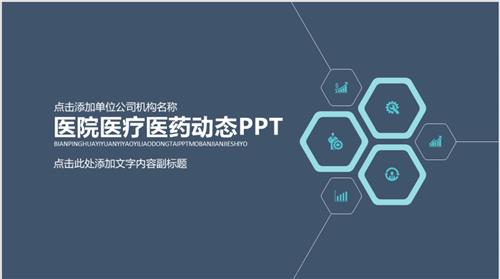 点击添加单位公司机构名称
医院医疗医药动态PPT
BIANPINGHUAYIYUANYIYAOYILIAODONGTAIPPTMOBANJIANJIESHIYO
点击此处添加文字内容副标题